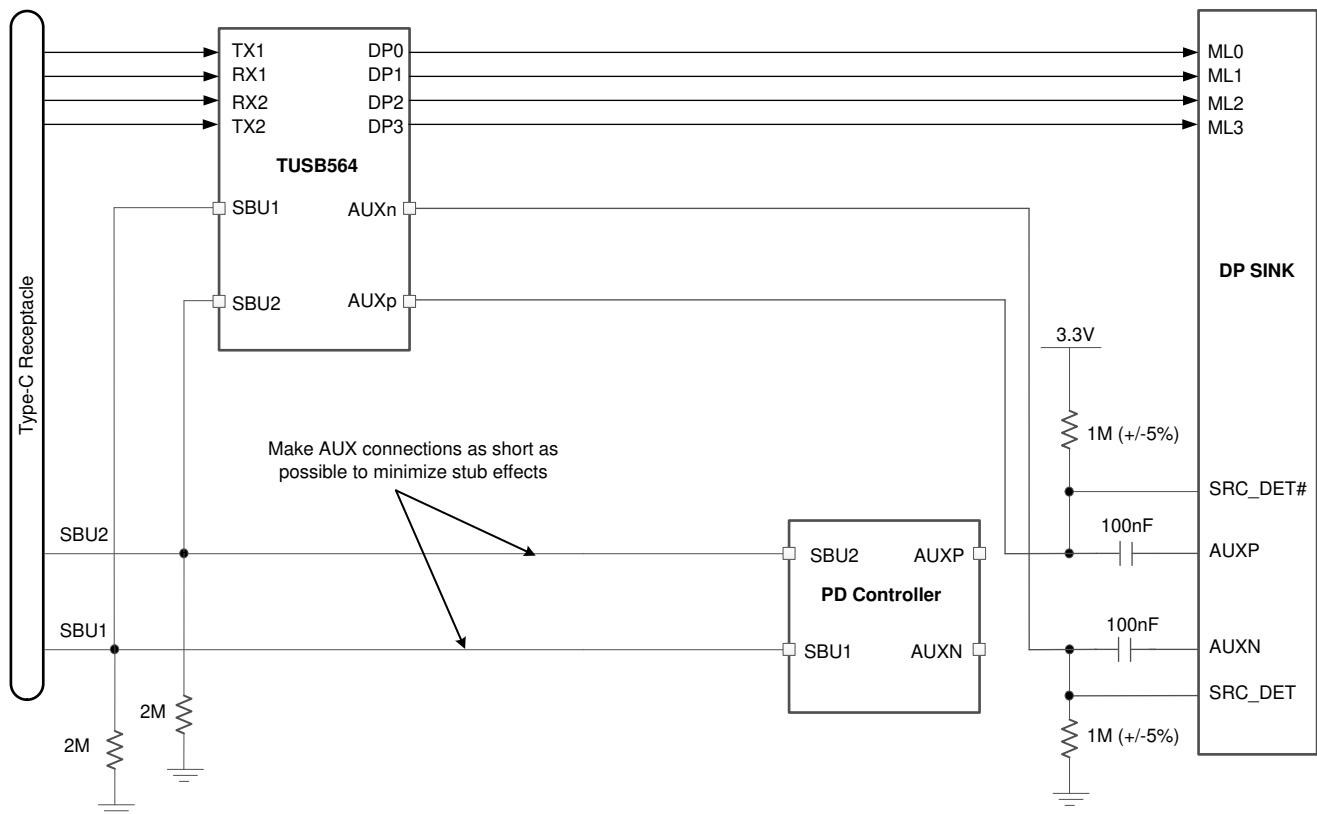 Type-C Receptacle
TX1
RX1
RX2
TX2
DP0
DP1
DP2
DP3
TUSB564
SBU1
AUXn
SBU2
AUXp
ML0
ML1
ML2
ML3
DP SINK
3.3V
1M (+/-5%)
SRC_DET#
100nF
AUXP
100nF
AUXN
SRC_DET
1M (+/-5%)
Make AUX connections as short as
possible to minimize stub effects
SBU2
SBU1
2M
2M
SBU2
AUXP
PD Controller
SBU1
AUXN